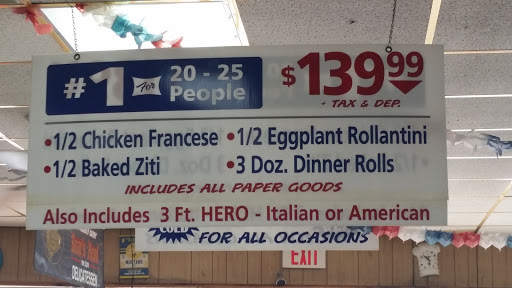 #1 For 20 - 25 People
$139.99
+ TAX & DEP.
•1/2 Chicken Francese •1/2 Eggplant Rollantini
•1/2 Baked Ziti •3 Doz. Dinner Rolls
INCLUDES ALL PAPER GOODS
Also Includes 3 Ft. HERO - Italian or American
FOR ALL OCCASIONS
EXIT
DELICATESSEN